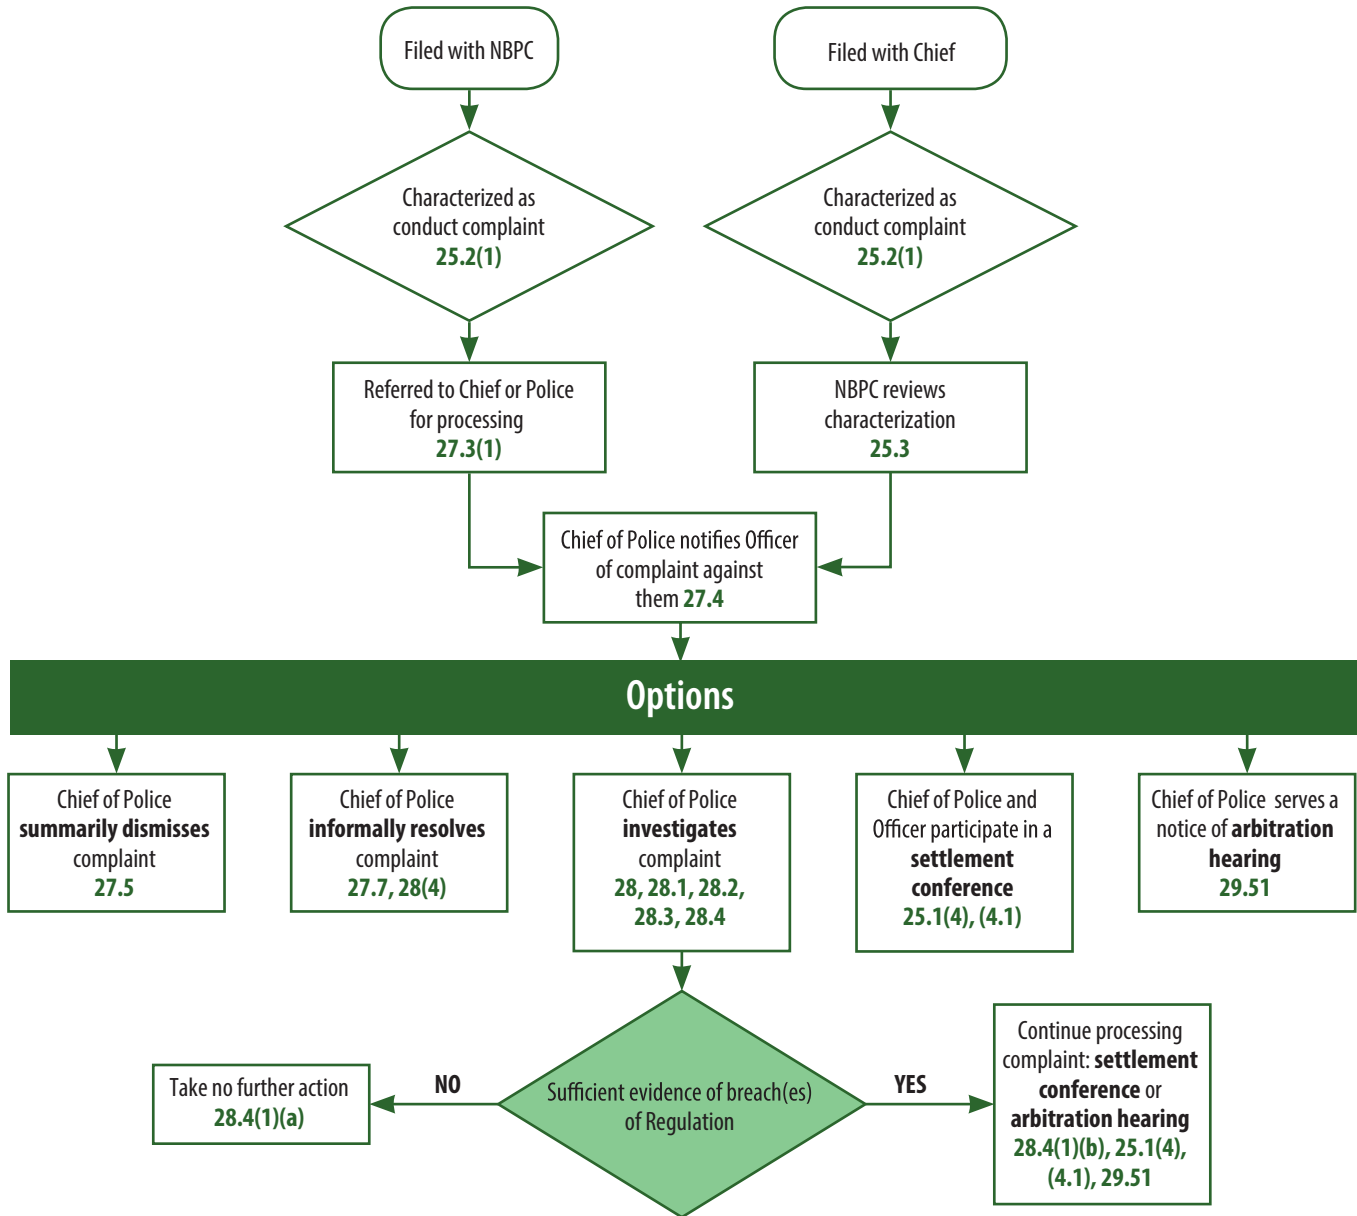 Filed with NBPC
Filed with Chief
Characterized as
conduct complaint
25.2(1)
Characterized as
conduct complaint
25.2(1)
Referred to Chief or Police
for processing
27.3(1)
NBPC reviews
characterization
25.3
Chief of Police notifies Officer
of complaint against
them 27.4
Options
Chief of Police
summarily dismisses
complaint
27.5
Chief of Police
informally resolves
complaint
27.7, 28(4)
Chief of Police
investigates
complaint
28, 28.1, 28.2,
28.3, 28.4
Chief of Police and
Officer participate in a
settlement
conference
25.1(4), (4.1)
Chief of Police serves a
notice of arbitration
hearing
29.51
Sufficient evidence of breach(es)
of Regulation
NO
Take no further action
28.4(1)(a)
YES
Continue processing
complaint: settlement
conference or
arbitration hearing
28.4(1)(b), 25.1(4),
(4.1), 29.51